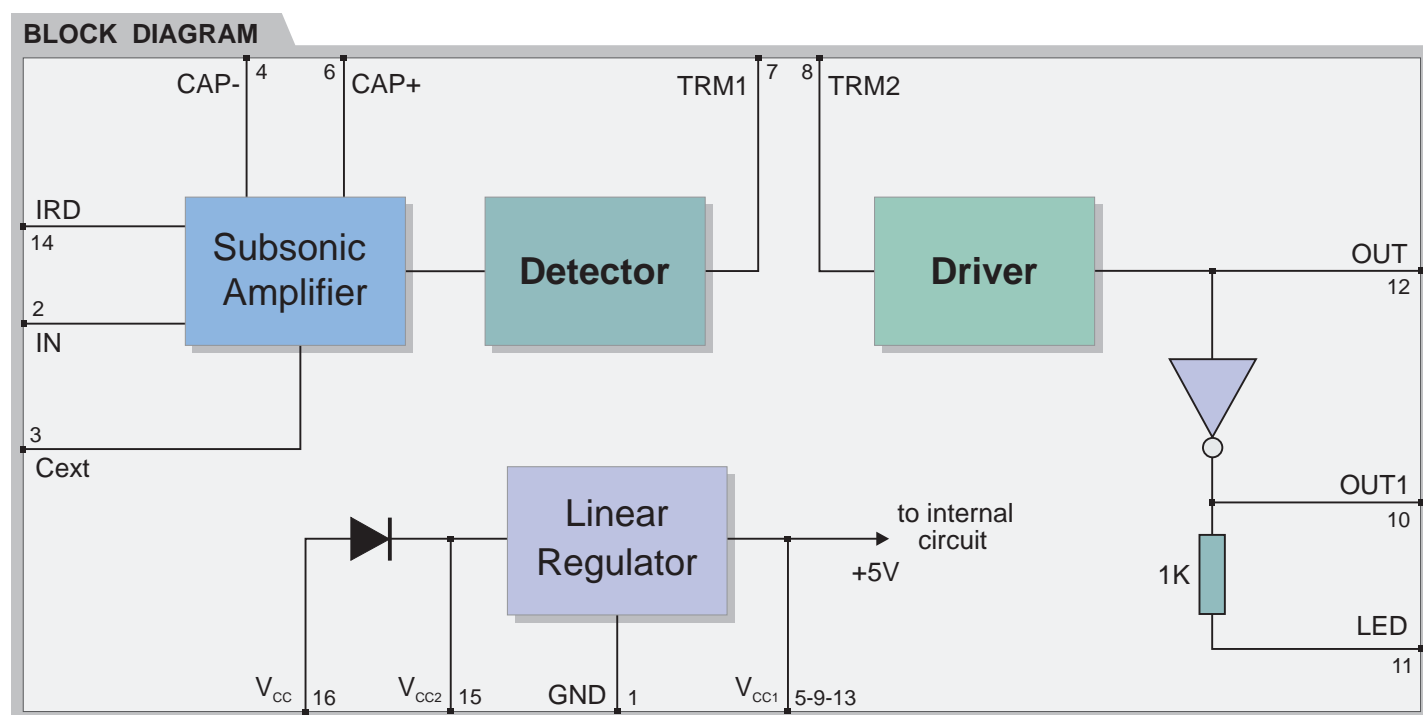 BLOCK DIAGRAM
4
6
7
8
CAP-
CAP+
TRM1
TRM2
IRD
14
Subsonic
Amplifier
Detector
Driver
OUT
12
2
IN
3
Cext
Linear
Regulator
to internal
circuit
+5V
OUT1
10
1K
LED
11
VCC 16
VCC2 15
GND 1
VCC1 5-9-13